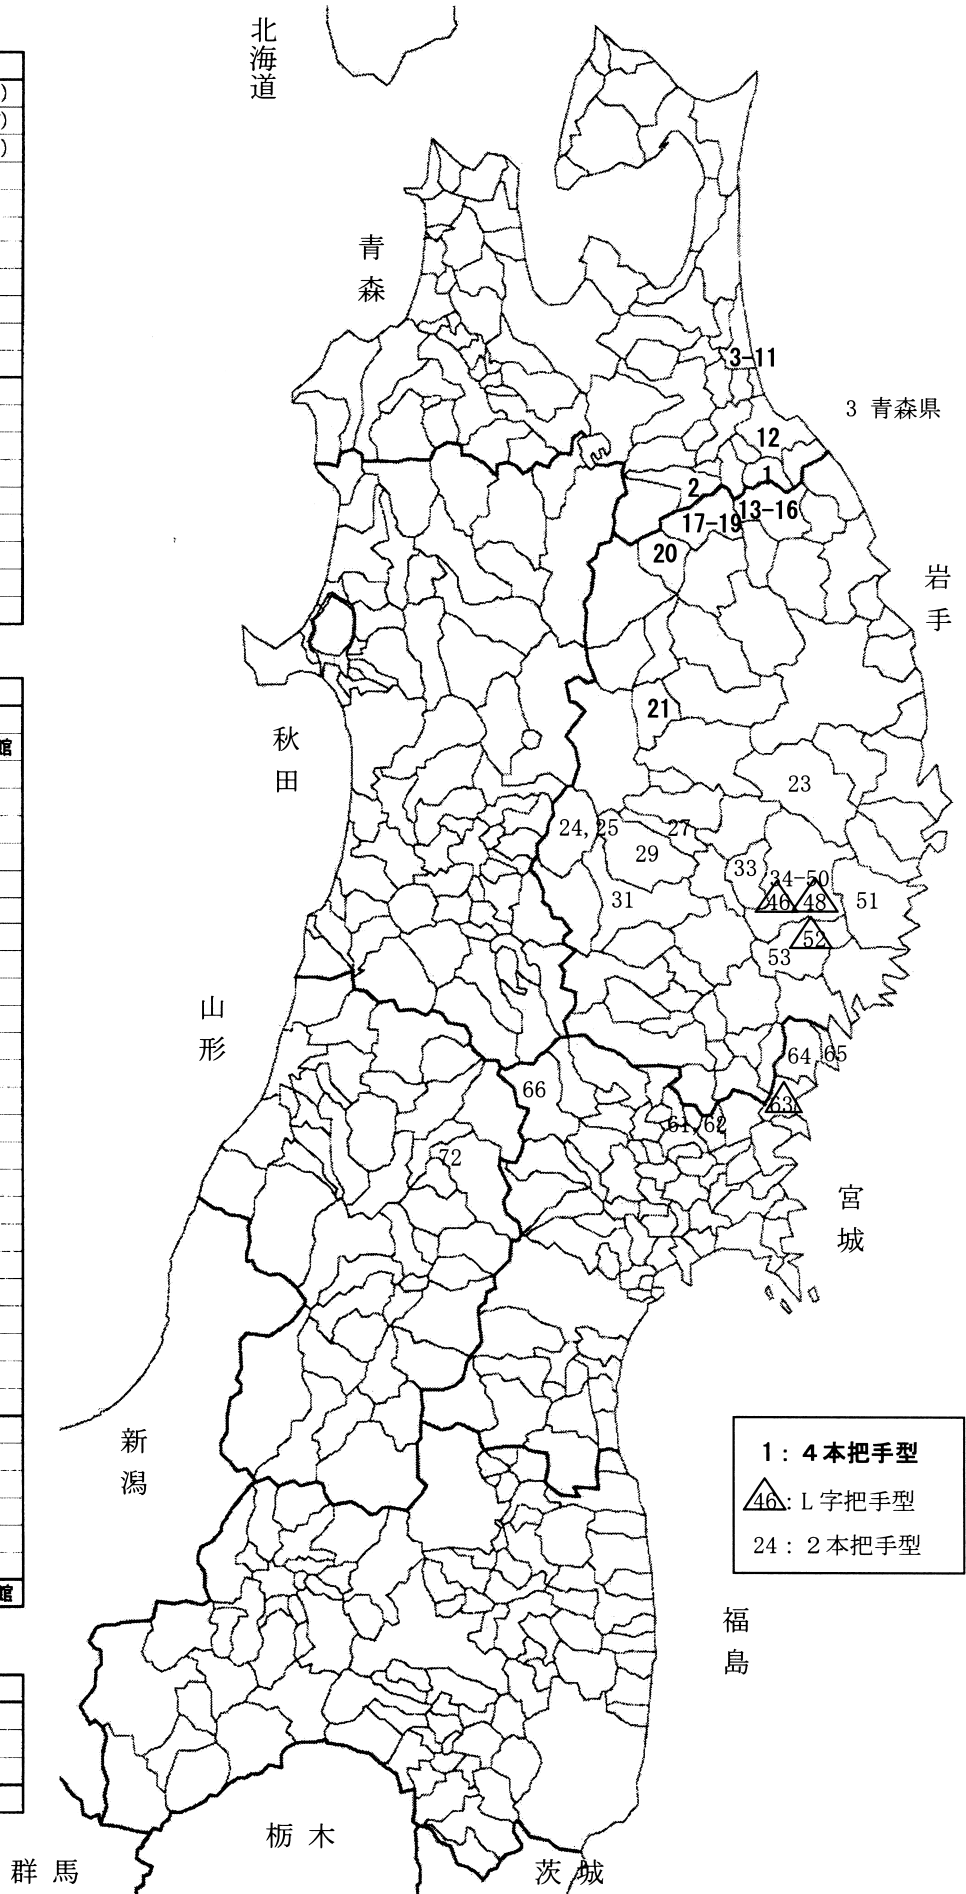 北海道
)
)
)
青森
3-11
3 青森県
12
1
2
13-16
17-19
20
岩手
21
館
秋田
23
24, 25
27
29
33
34-50
46
48
51
31
52
53
山形
64, 65
66
63
61, 62
72
宮城
新潟
1：４本把手型
46：Ｌ字把手型
24：２本把手型
館
福島
栃木
群馬
茨城